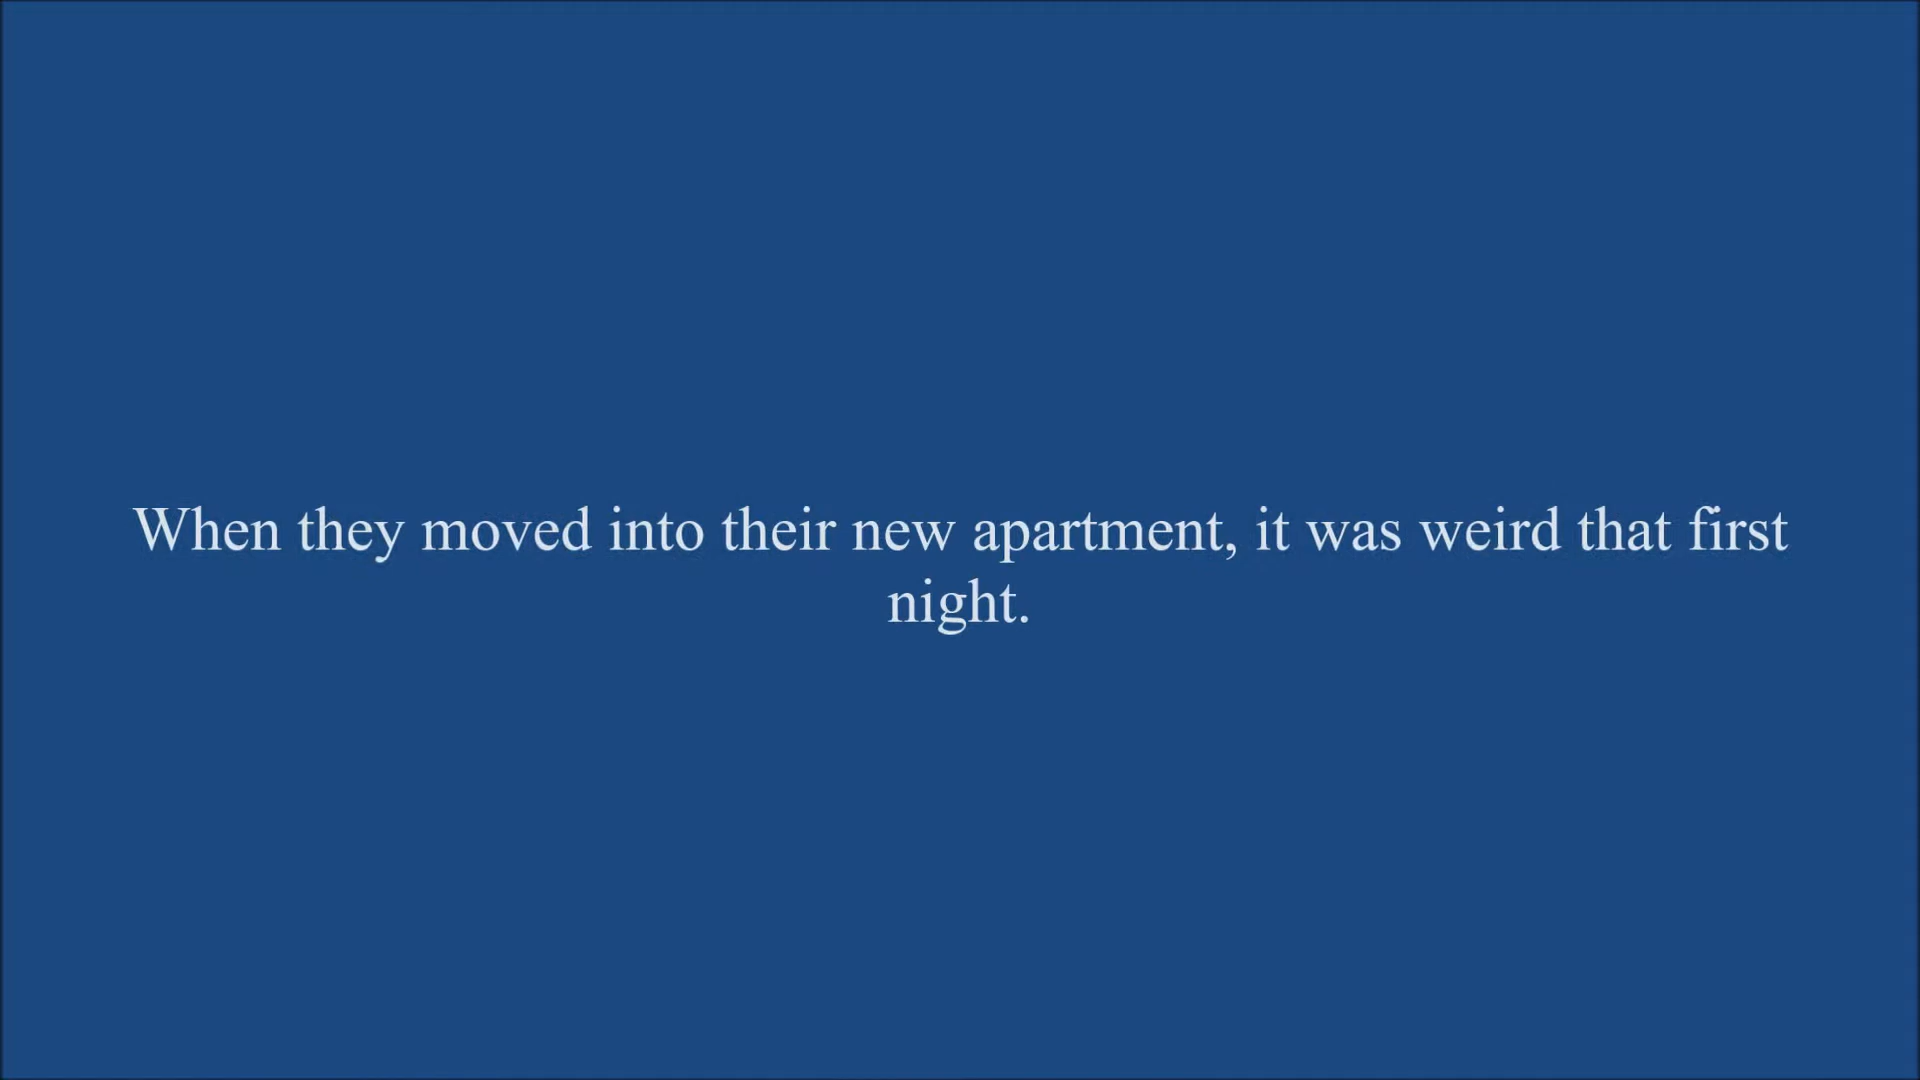 When they moved into their new apartment, it was weird that first
night.